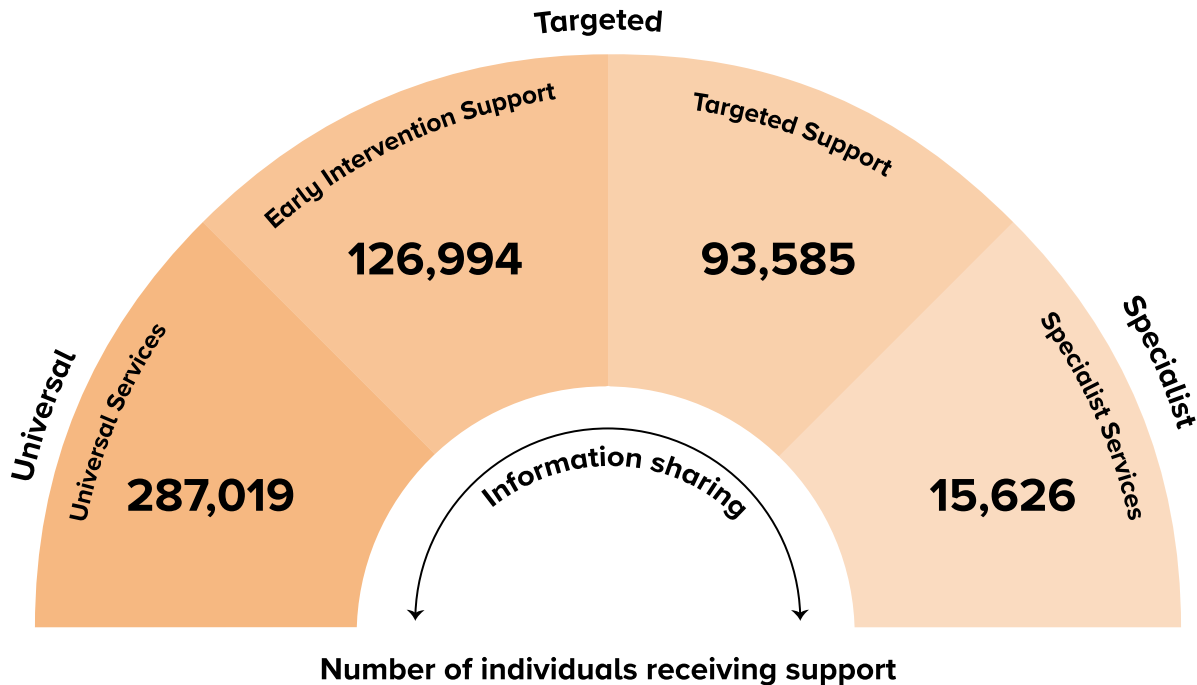 Targeted
Universal
Specialist
Universal Services
287,019
Early Intervention Support
126,994
Targeted Support
93,585
Specialist Services
15,626
Information sharing
Number of individuals receiving support